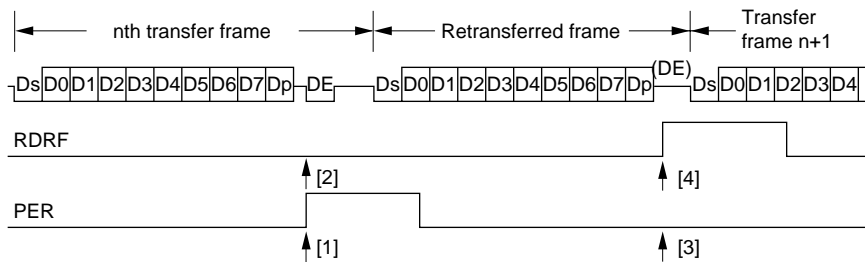 nth transfer frame Retransferred frame Transfer
frame n+1
(DE)
Ds D0 D1 D2 D3 D4 D5 D6 D7 Dp DE Ds D0 D1 D2 D3 D4 D5 D6 D7 Dp Ds D0 D1 D2 D3 D4
RDRF
[2] [4]
PER
[1] [3]